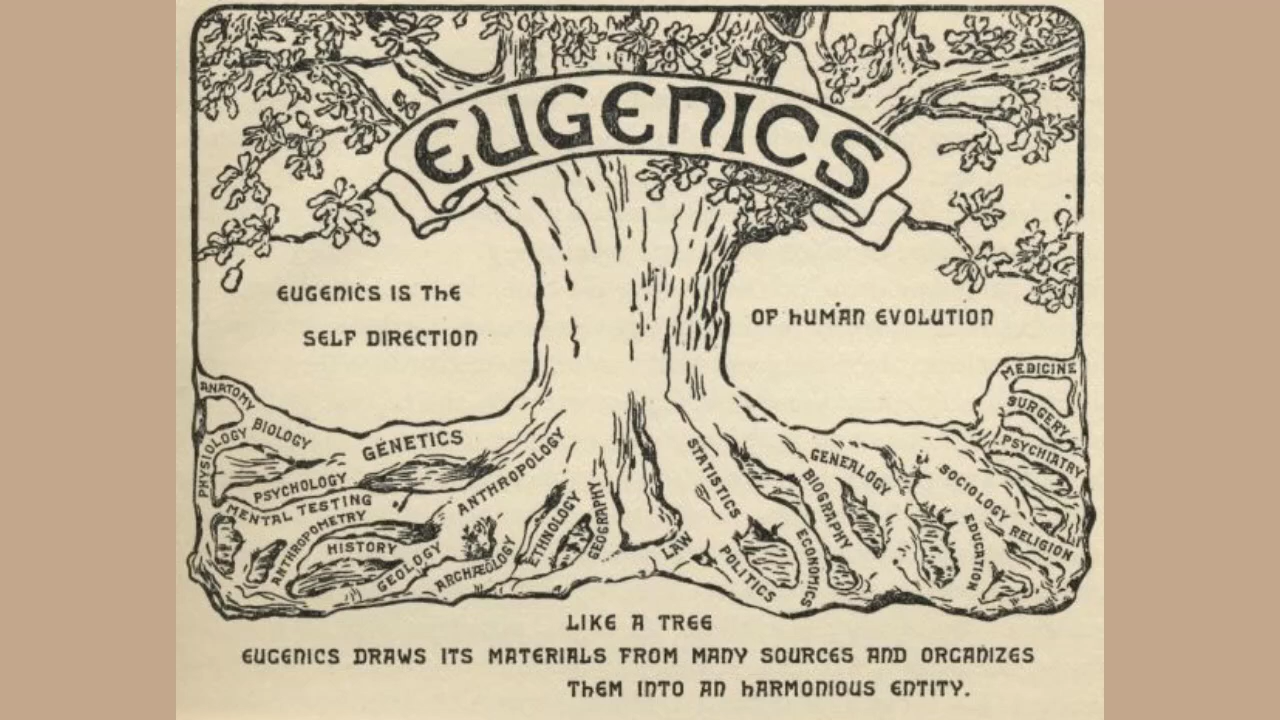 EUGENICS
EUGENICS IS THE
SELF DIRECTION
OF HUMAN EVOLUTION
ANATOMY
PHYSIOLOGY
BIOLOGY
GENETICS
PSYCHOLOGY
MENTAL TESTING
ANTHROPOMETRY
HISTORY
GEOLOGY
ANTHROPOLOGY
ARCHÆOLOGY
ETHNOLOGY
GEOGRAPHY
LAW
STATISTICS
POLITICS
ECONOMICS
BIOGRAPHY
GENEALOGY
EDUCATION
SOCIOLOGY
RELIGION
PSYCHIATRY
SURGERY
MEDICINE
LIKE A TREE
EUGENICS DRAWS ITS MATERIALS FROM MANY SOURCES AND ORGANIZES
THEM INTO AN HARMONIOUS ENTITY.